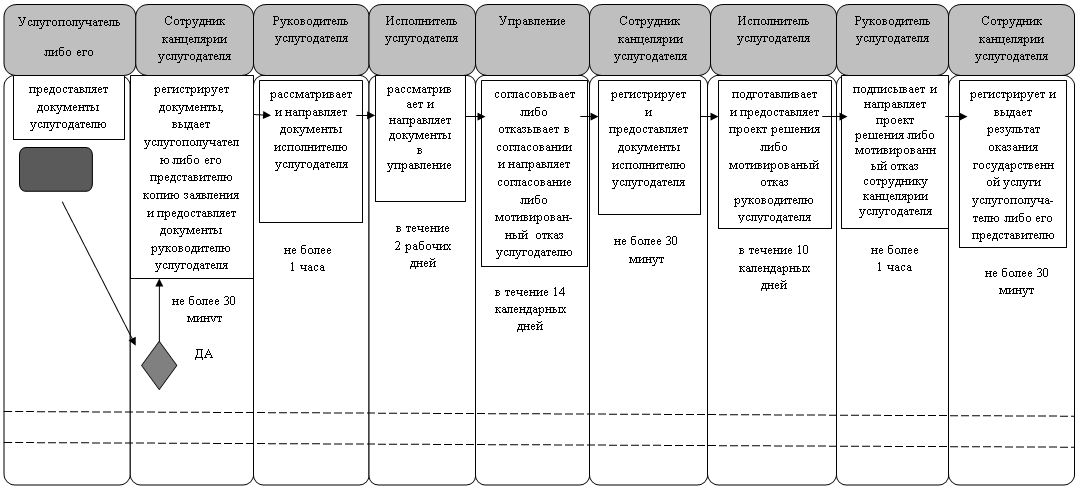 Услугополучатель
либо его
Сотрудник
канцелярии
услугодателя
Руководитель
услугодателя
Исполнитель
услугодателя
Управление
Сотрудник
канцелярии
услугодателя
Исполнитель
услугодателя
Руководитель
услугодателя
Сотрудник
канцелярии
услугодателя
предоставляет
документы
услугодателю
регистрирует
документы,
выдает
услугополучател
ю либо его
представителю
копию заявления
и предоставляет
документы
руководителю
услугодателя
не более 30
минут
ДА
рассматривает
и направляет
документы
исполнителю
услугодателя
не более
1 часа
рассматрив
ает и
направляет
документы
в
управление
в течение
2 рабочих
дней
согласовывает
либо
отказывает в
согласовании
и направляет
согласование
либо
мотивирован-
ный отказ
услугодателю
в течение 14
календарных
дней
регистрирует
и
предоставляет
документы
исполнителю
услугодателя
не более 30
минут
подготавливает
и предоставляет
проект решения
либо
мотивированый
отказ
руководителю
услугодателя
в течение 10
календарных
дней
подписывает и
направляет
проект
решения либо
мотивированн
ый отказ
сотруднику
канцелярии
услугодателя
не более
1 часа
регистрирует и
выдает
результат
оказания
государственн
ой услуги
услугополуча-
телю либо его
представителю
не более 30
минут